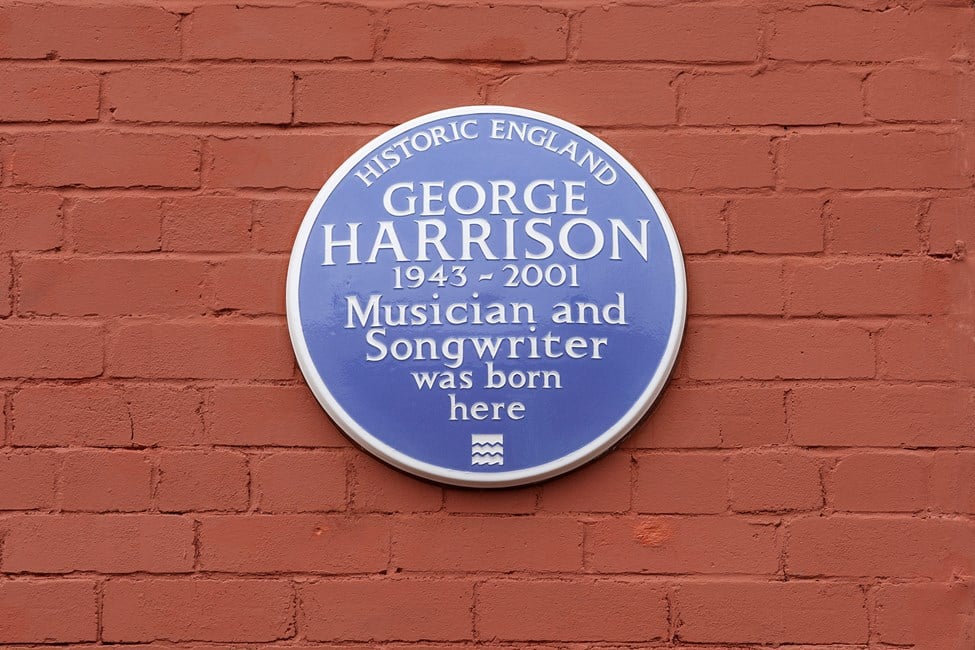 HISTORIC ENGLAND
GEORGE
HARRISON
1943 - 2001
Musician and
Songwriter
was born
here